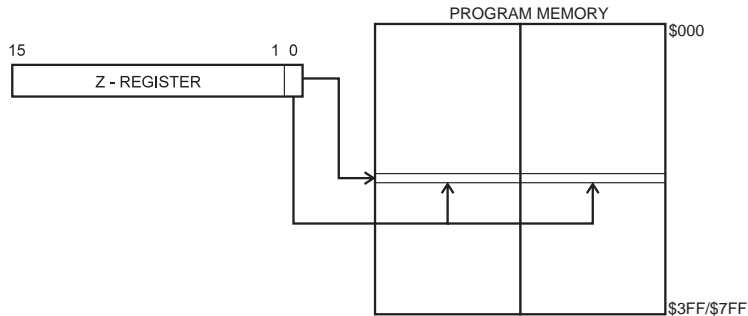 PROGRAM MEMORY
$000
15 1 0
Z - REGISTER
$3FF/$7FF